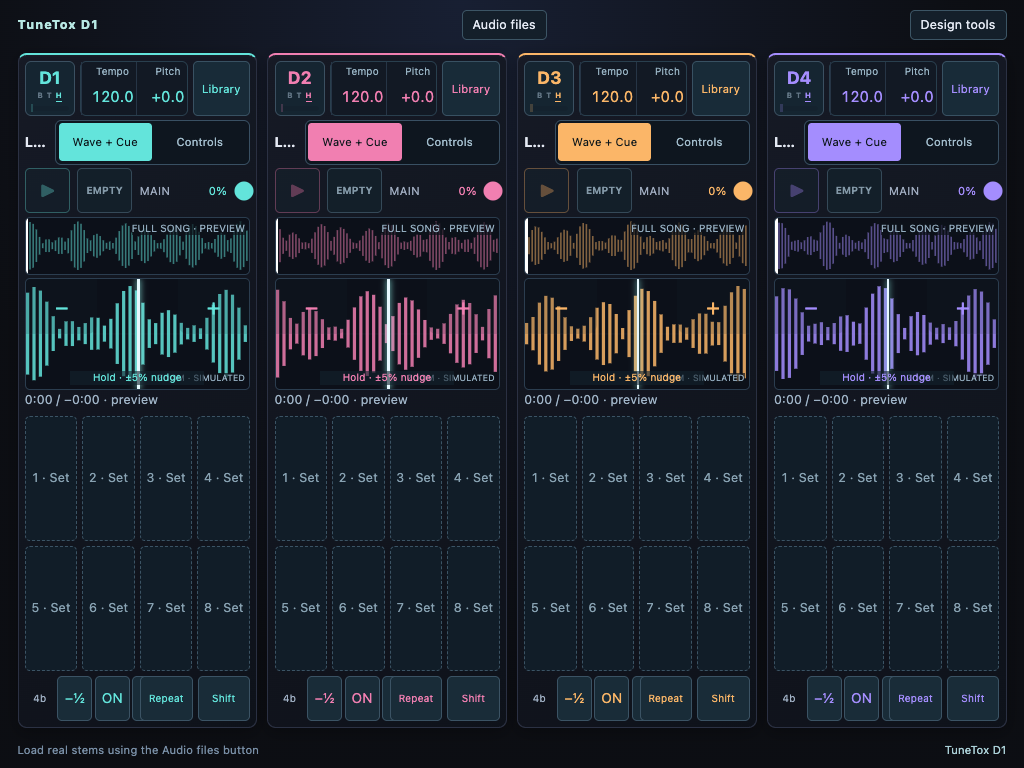 TuneTox D1
Audio files
Design tools
D1
B T H
Tempo
120.0
Pitch
+0.0
Library
L...
Wave + Cue
Controls
EMPTY
MAIN
0%
FULL SONG · PREVIEW
− +
Hold · ±5% nudge
SIMULATED
0:00 / −0:00 · preview
1 · Set
2 · Set
3 · Set
4 · Set
5 · Set
6 · Set
7 · Set
8 · Set
4b
−½
ON
Repeat
Shift
D2
B T H
Tempo
120.0
Pitch
+0.0
Library
L...
Wave + Cue
Controls
EMPTY
MAIN
0%
FULL SONG · PREVIEW
− +
Hold · ±5% nudge
SIMULATED
0:00 / −0:00 · preview
1 · Set
2 · Set
3 · Set
4 · Set
5 · Set
6 · Set
7 · Set
8 · Set
4b
−½
ON
Repeat
Shift
D3
B T H
Tempo
120.0
Pitch
+0.0
Library
L...
Wave + Cue
Controls
EMPTY
MAIN
0%
FULL SONG · PREVIEW
− +
Hold · ±5% nudge
SIMULATED
0:00 / −0:00 · preview
1 · Set
2 · Set
3 · Set
4 · Set
5 · Set
6 · Set
7 · Set
8 · Set
4b
−½
ON
Repeat
Shift
D4
B T H
Tempo
120.0
Pitch
+0.0
Library
L...
Wave + Cue
Controls
EMPTY
MAIN
0%
FULL SONG · PREVIEW
− +
Hold · ±5% nudge
SIMULATED
0:00 / −0:00 · preview
1 · Set
2 · Set
3 · Set
4 · Set
5 · Set
6 · Set
7 · Set
8 · Set
4b
−½
ON
Repeat
Shift
Load real stems using the Audio files button
TuneTox D1